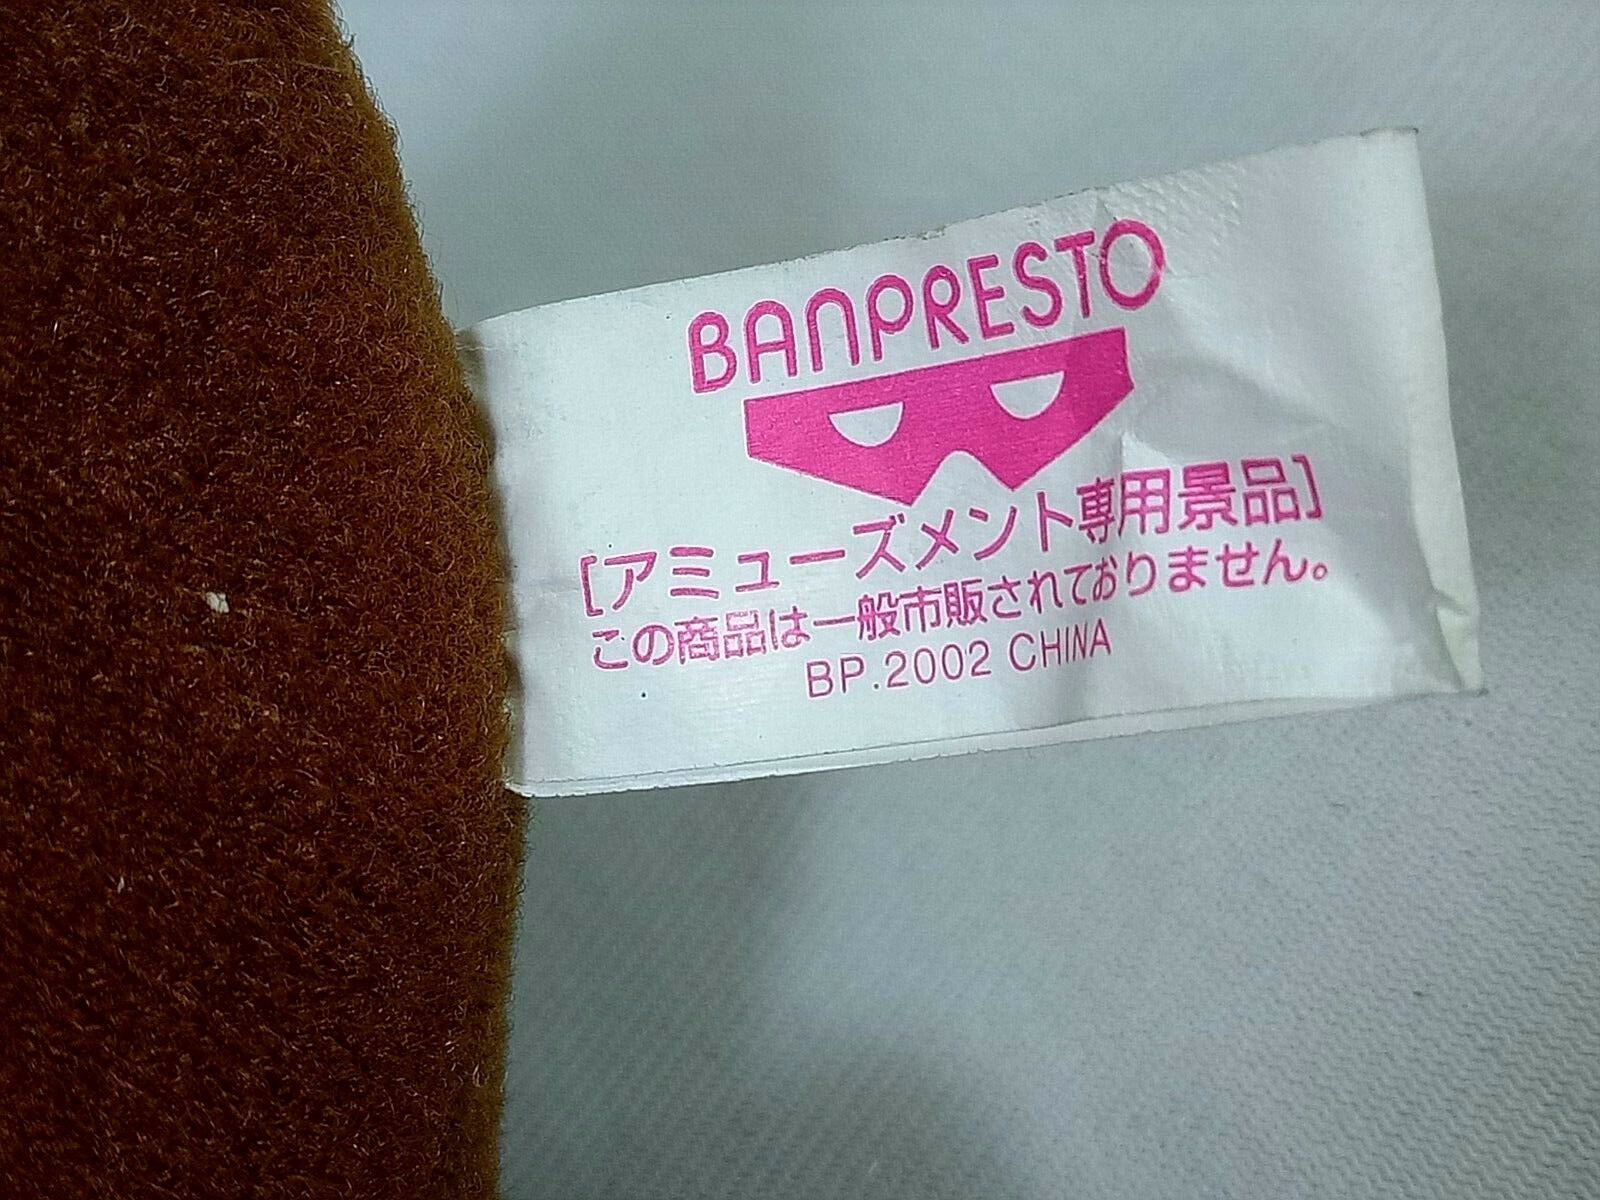 BANPRESTO
[アミューズメント専用景品]
この商品は一般市販されておりません。
BP.2002 CHINA